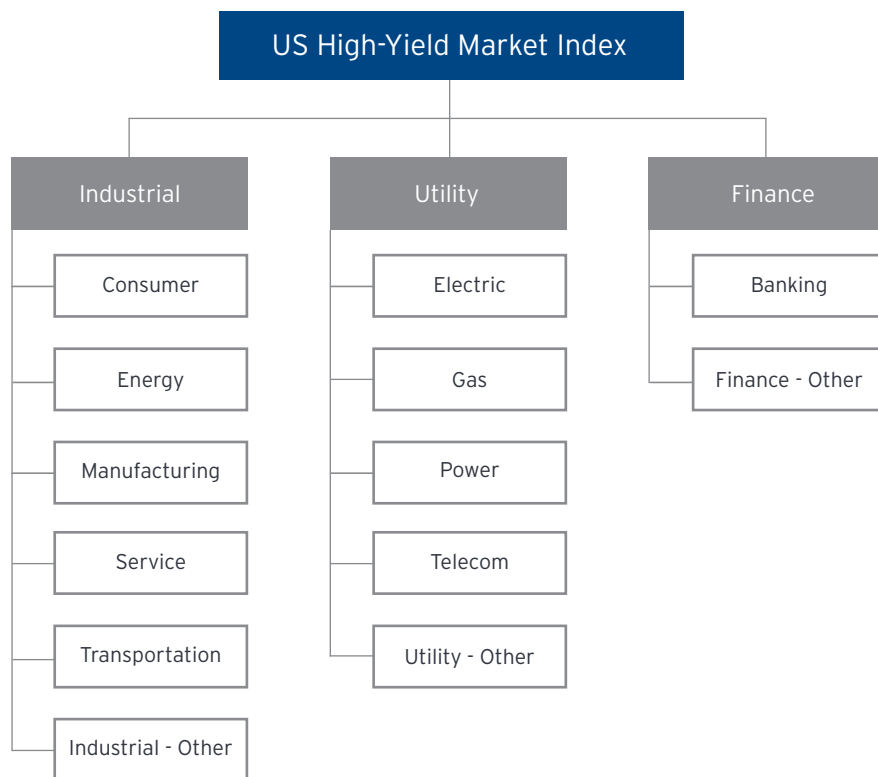 US High-Yield Market Index
Industrial
Utility
Finance
Consumer
Electric
Banking
Energy
Gas
Finance - Other
Manufacturing
Power
Service
Telecom
Transportation
Utility - Other
Industrial - Other